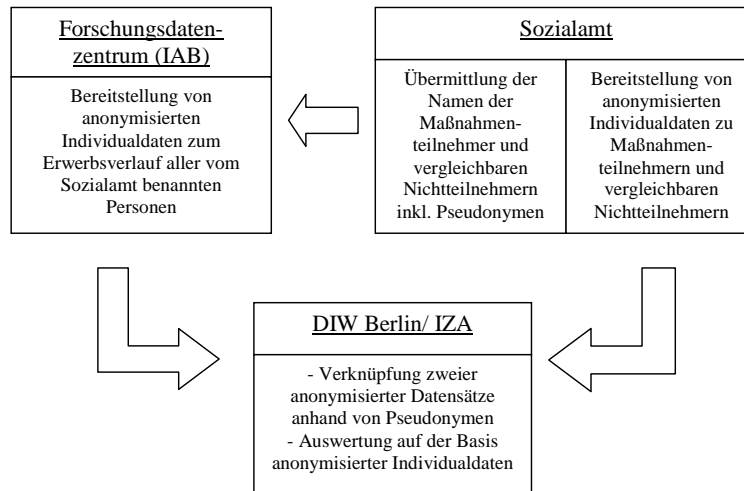 Forschungsdaten-
zentrum (IAB)
Bereitstellung von
anonymisierten
Individualdaten zum
Erwerbsverlauf aller vom
Sozialamt benannten
Personen
Sozialamt
Übermittlung der
Namen der
Maßnahmen-
teilnehmer und
vergleichbaren
Nichtteilnehmern
inkl. Pseudonymen
Bereitstellung von
anonymisierten
Individualdaten zu
Maßnahmen-
teilnehmern und
vergleichbaren
Nichtteilnehmern
DIW Berlin/ IZA
- Verknüpfung zweier
anonymisierter Datensätze
anhand von Pseudonymen
- Auswertung auf der Basis
anonymisierter Individualdaten